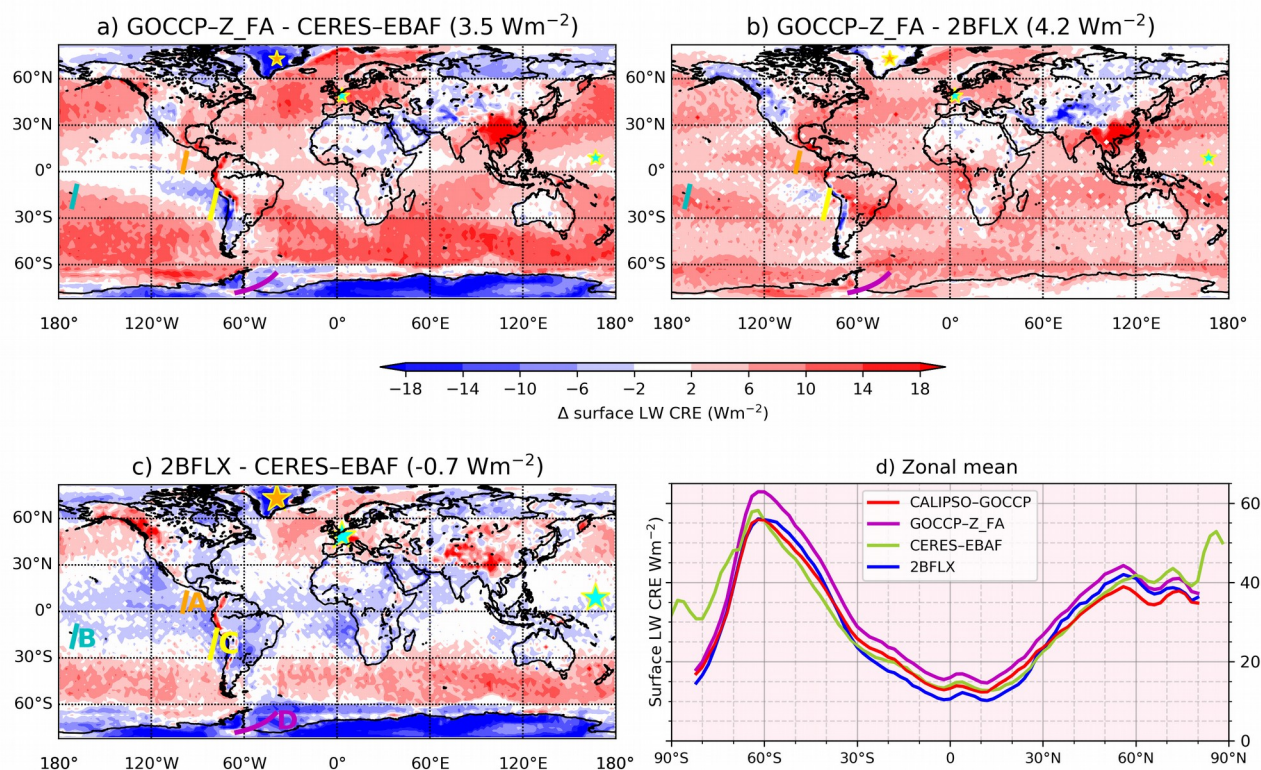 a) GOCCP–Z_FA - CERES–EBAF (3.5 Wm⁻²)
b) GOCCP–Z_FA - 2BFLX (4.2 Wm⁻²)
60°N
30°N
0°
30°S
60°S
180° 120°W 60°W 0° 60°E 120°E 180°
60°N
30°N
0°
30°S
60°S
180° 120°W 60°W 0° 60°E 120°E 180°
−18 −14 −10 −6 −2 2 6 10 14 18
Δ surface LW CRE (Wm⁻²)
c) 2BFLX - CERES–EBAF (-0.7 Wm⁻²)
60°N
30°N
0°
30°S
60°S
A
B
C
D
180° 120°W 60°W 0° 60°E 120°E 180°
d) Zonal mean
Surface LW CRE Wm⁻²)
CALIPSO–GOCCP
GOCCP–Z_FA
CERES–EBAF
2BFLX
60
40
20
0
90°S 60°S 30°S 0°N 30°N 60°N 90°N